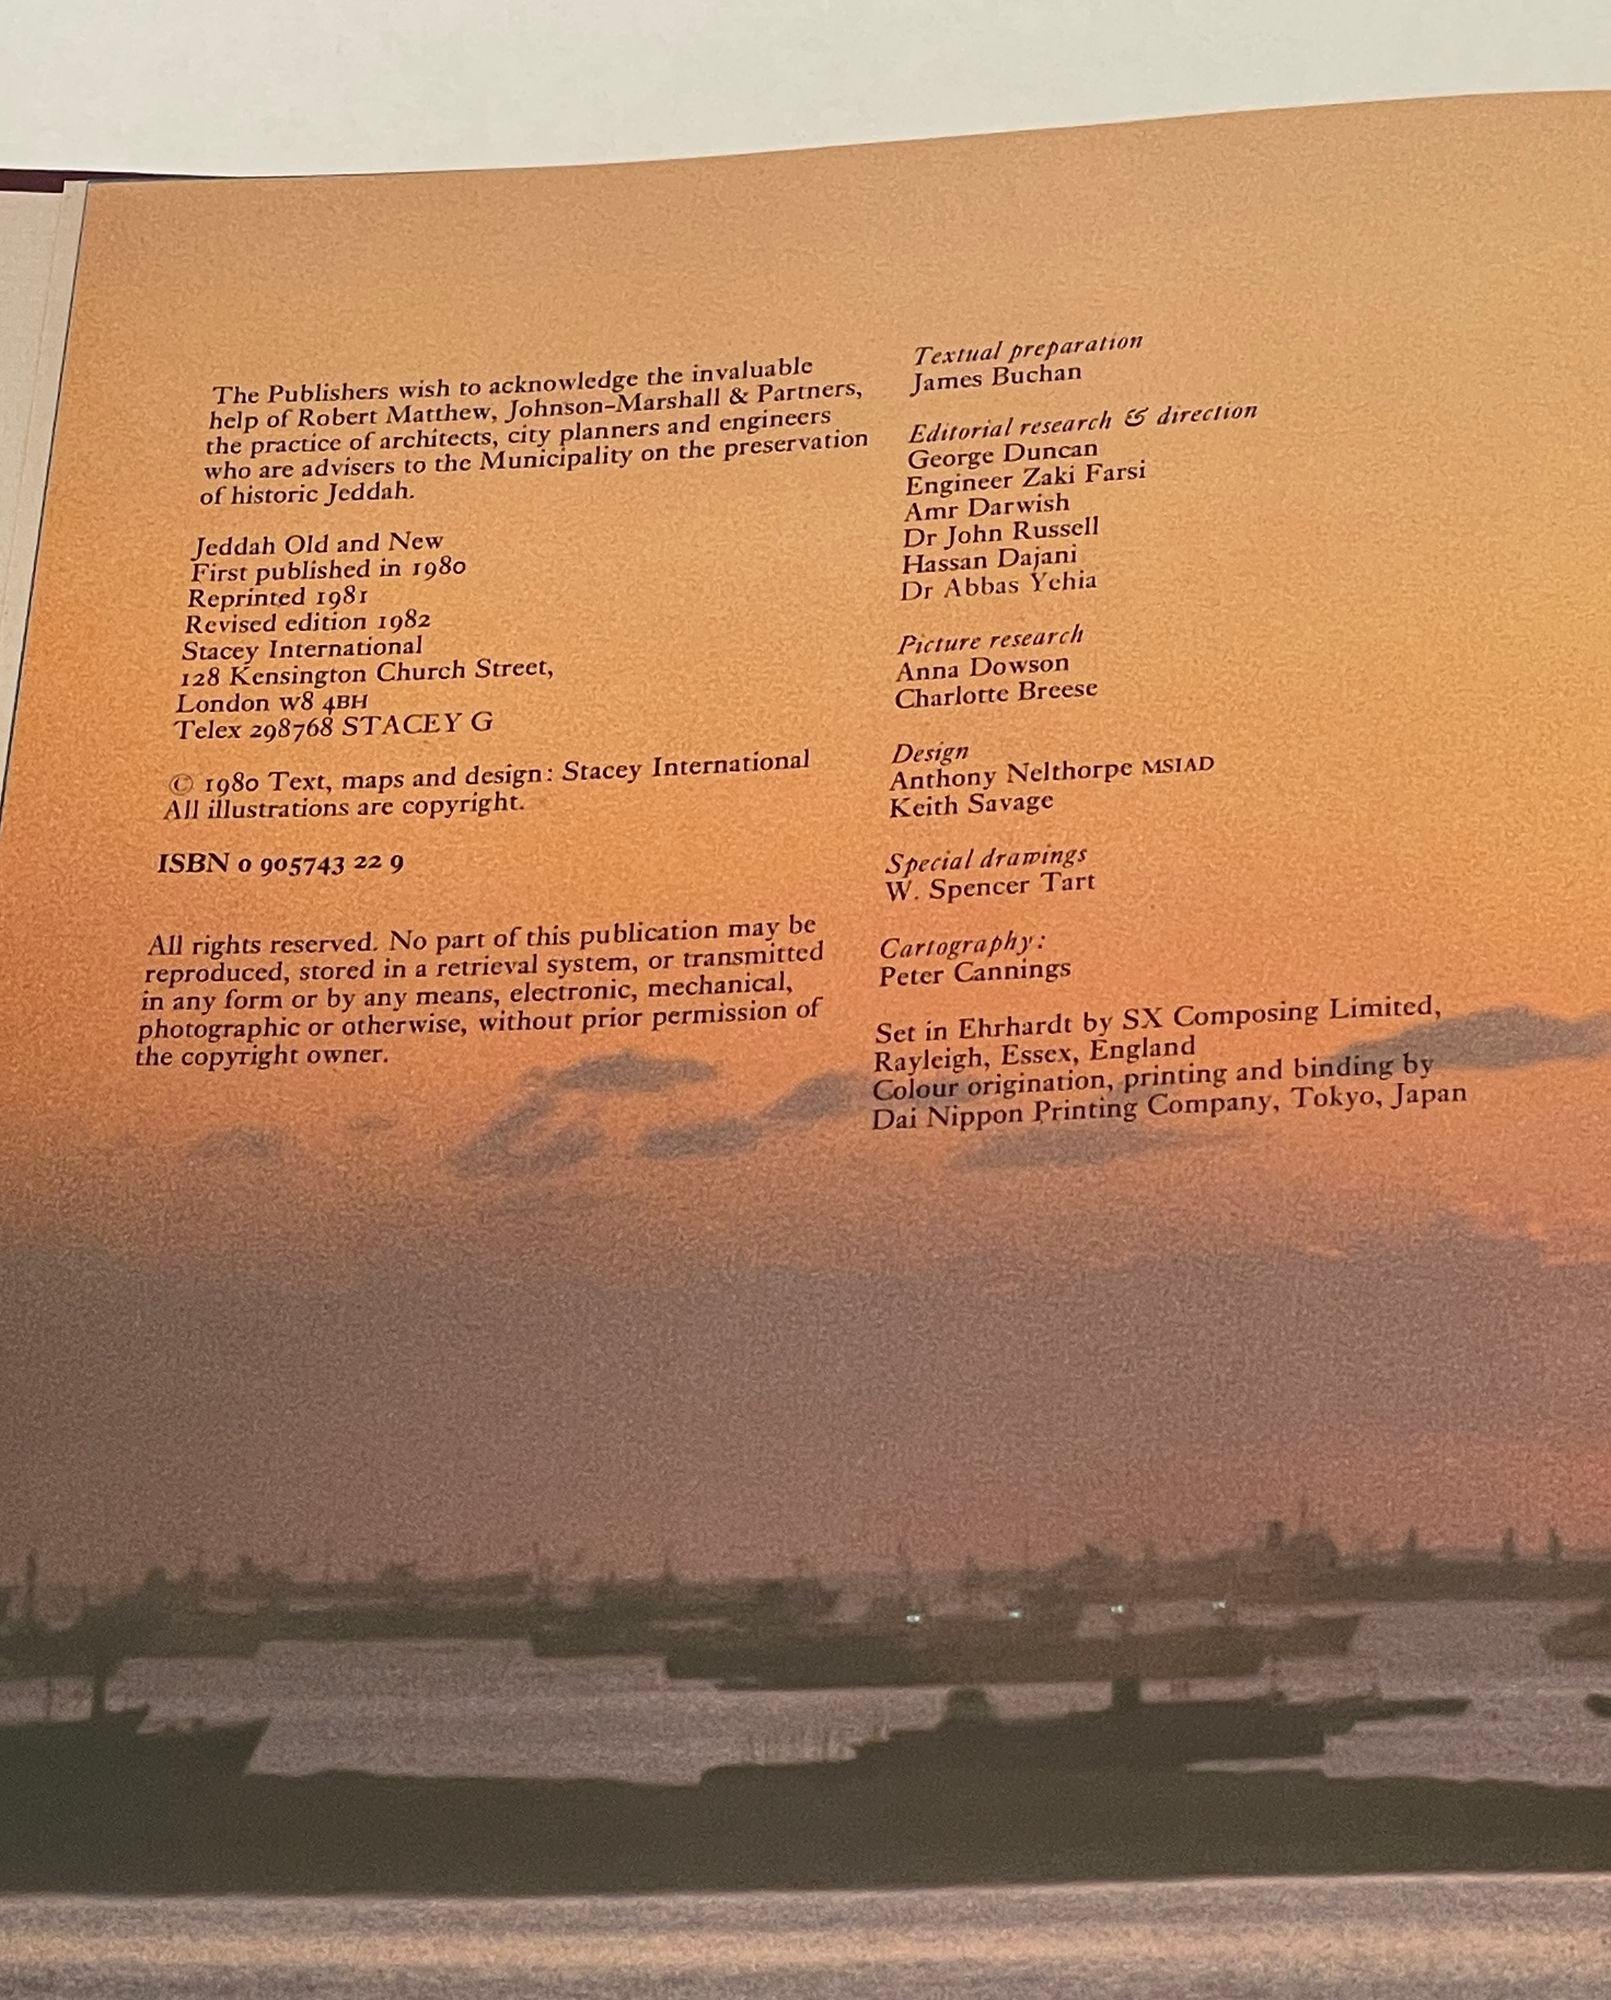 The Publishers wish to acknowledge the invaluable
help of Robert Matthew, Johnson-Marshall & Partners,
the practice of architects, city planners and engineers
who are advisers to the Municipality on the preservation
of historic Jeddah.
Jeddah Old and New
First published in 1980
Reprinted 1981
Revised edition 1982
Stacey International
128 Kensington Church Street,
London W8 4BH
Telex 298768 STACEY G
© 1980 Text, maps and design: Stacey International
All illustrations are copyright.
ISBN 0 905743 22 9
All rights reserved. No part of this publication may be
reproduced, stored in a retrieval system, or transmitted
in any form or by any means, electronic, mechanical,
photographic or otherwise, without prior permission of
the copyright owner.
Textual preparation
James Buchan
Editorial research & direction
George Duncan
Engineer Zaki Farsi
Amr Darwish
Dr John Russell
Hassan Dajani
Dr Abbas Yehia
Picture research
Anna Dowson
Charlotte Breese
Design
Anthony Nelthorpe MSIAD
Keith Savage
Special drawings
W. Spencer Tart
Cartography:
Peter Cannings
Set in Ehrhardt by SX Composing Limited,
Rayleigh, Essex, England
Colour origination, printing and binding by
Dai Nippon Printing Company, Tokyo, Japan